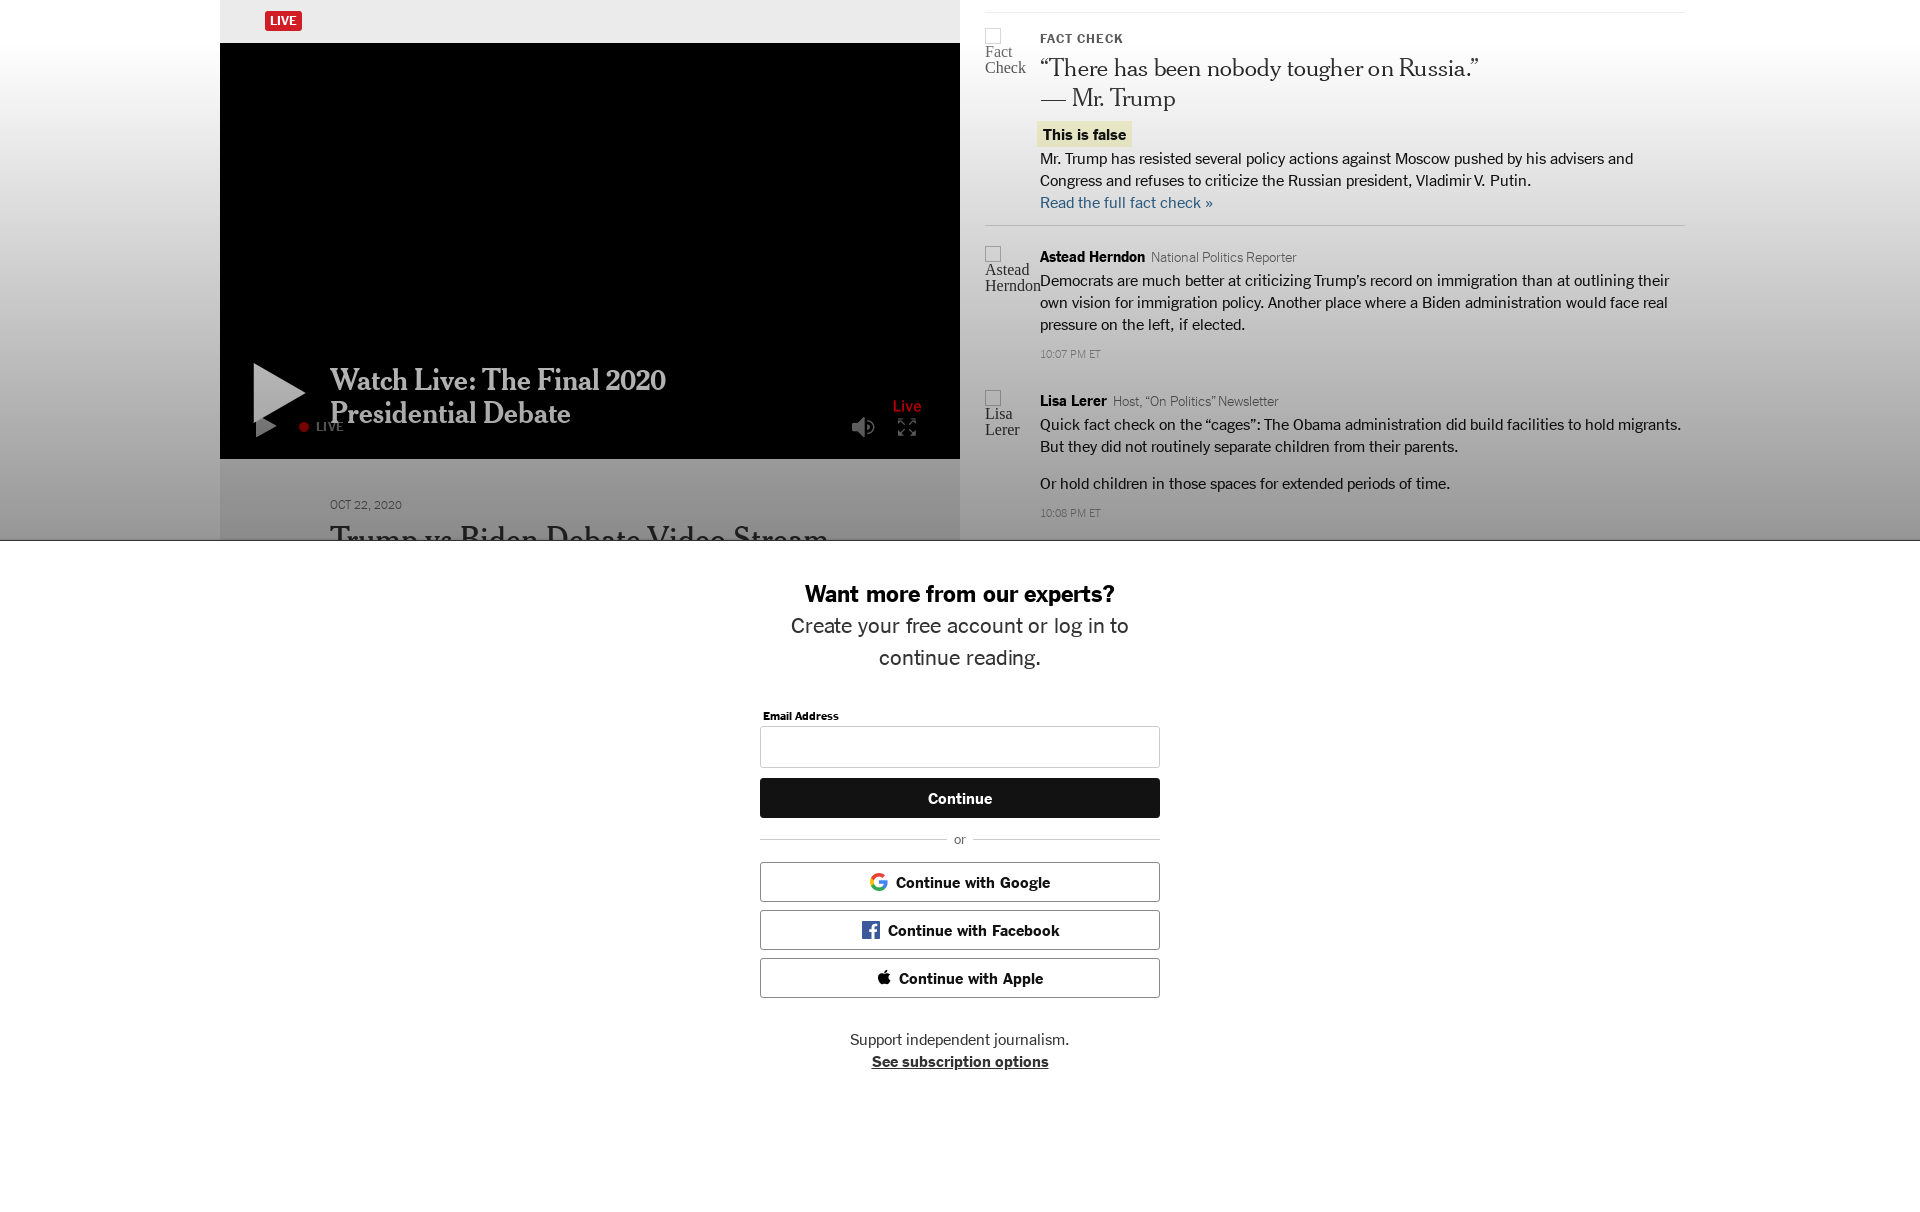 LIVE
Watch Live: The Final 2020
Presidential Debate
Live
LIVE
OCT 22, 2020
Trump vs Biden Debate Video Stream
Fact
Check
FACT CHECK
“There has been nobody tougher on Russia.”
— Mr. Trump
This is false
Mr. Trump has resisted several policy actions against Moscow pushed by his advisers and
Congress and refuses to criticize the Russian president, Vladimir V. Putin.
Read the full fact check »
Astead
Herndon
Astead Herndon National Politics Reporter
Democrats are much better at criticizing Trump’s record on immigration than at outlining their
own vision for immigration policy. Another place where a Biden administration would face real
pressure on the left, if elected.
10:07 PM ET
Lisa
Lerer
Lisa Lerer Host, “On Politics” Newsletter
Quick fact check on the “cages”: The Obama administration did build facilities to hold migrants.
But they did not routinely separate children from their parents.
Or hold children in those spaces for extended periods of time.
10:08 PM ET
Want more from our experts?
Create your free account or log in to
continue reading.
Email Address
Continue
or
Continue with Google
Continue with Facebook
Continue with Apple
Support independent journalism.
See subscription options